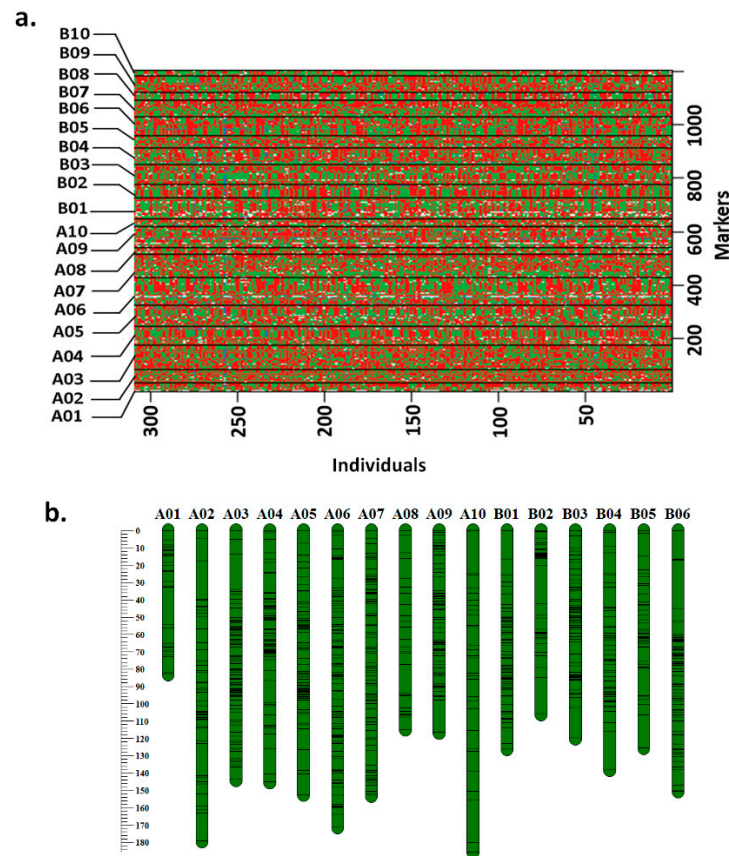 a.
B10
B09
B08
B07
B06
B05
B04
B03
B02
B01
A10
A09
A08
A07
A06
A05
A04
A03
A02
A01
200
400
600
800
1000
Markers
300
250
200
150
100
50
Individuals
b.
A01 A02 A03 A04 A05 A06 A07 A08 A09 A10 B01 B02 B03 B04 B05 B06
0
10
20
30
40
50
60
70
80
90
100
110
120
130
140
150
160
170
180